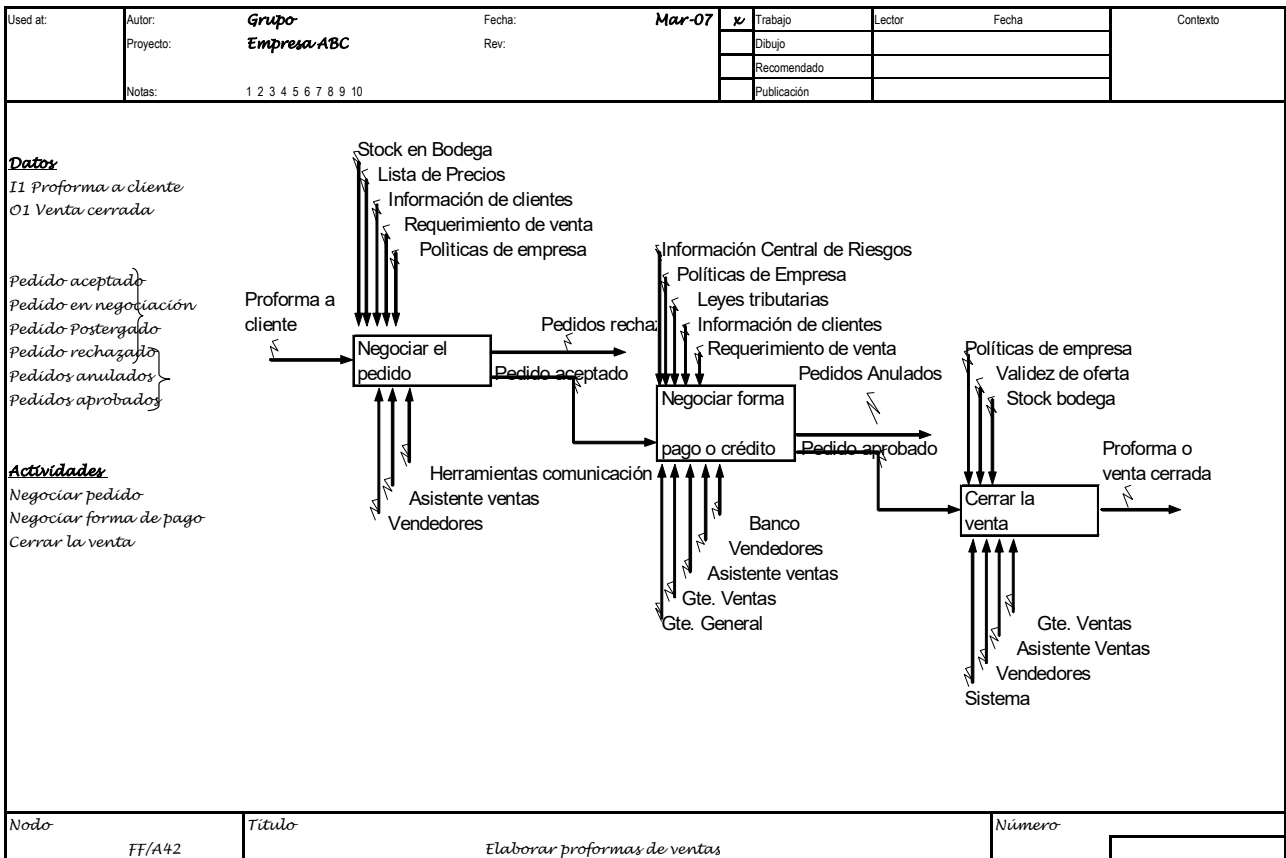 Used at:
Autor: Grupo Fecha: Mar-07 x Trabajo Lector Fecha Contexto
Proyecto: Empresa ABC Rev: Dibujo
Recomendado
Notas: 1 2 3 4 5 6 7 8 9 10 Publicación
Datos
I1 Proforma a cliente
O1 Venta cerrada
Pedido aceptado
Pedido en negociación
Pedido Postergado
Pedido rechazado
Pedidos anulados
Pedidos aprobados
Actividades
Negociar pedido
Negociar forma de pago
Cerrar la venta
Stock en Bodega
Lista de Precios
Información de clientes
Requerimiento de venta
Políticas de empresa
Proforma a
cliente
Negociar el
pedido
Pedidos recha
Pedido aceptado
Herramientas comunicación
Asistente ventas
Vendedores
Información Central de Riesgos
Políticas de Empresa
Leyes tributarias
Información de clientes
Requerimiento de venta
Negociar forma
pago o crédito
Pedidos Anulados
Pedido aprobado
Banco
Vendedores
Asistente ventas
Gte. Ventas
Gte. General
Políticas de empresa
Validez de oferta
Stock bodega
Cerrar la
venta
Proforma o
venta cerrada
Gte. Ventas
Asistente Ventas
Vendedores
Sistema
Nodo Título Número
FF/A42 Elaborar proformas de ventas